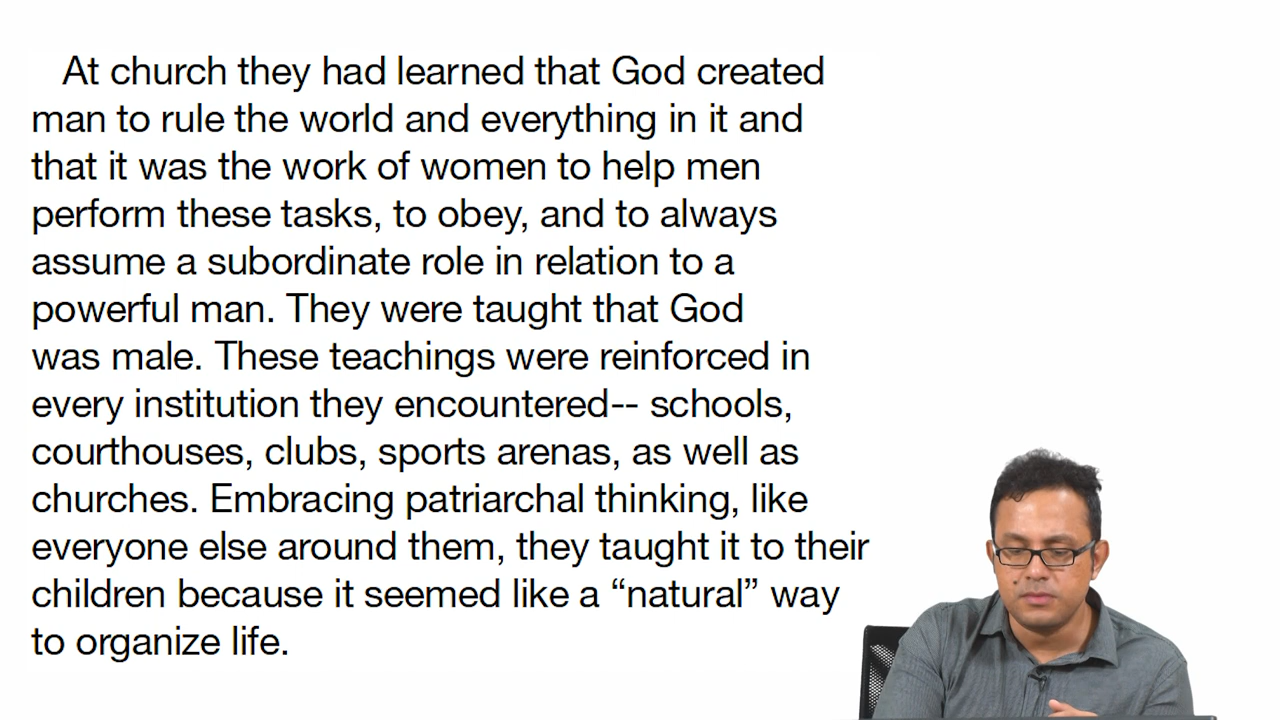 At church they had learned that God created
man to rule the world and everything in it and
that it was the work of women to help men
perform these tasks, to obey, and to always
assume a subordinate role in relation to a
powerful man. They were taught that God
was male. These teachings were reinforced in
every institution they encountered-- schools,
courthouses, clubs, sports arenas, as well as
churches. Embracing patriarchal thinking, like
everyone else around them, they taught it to their
children because it seemed like a “natural” way
to organize life.